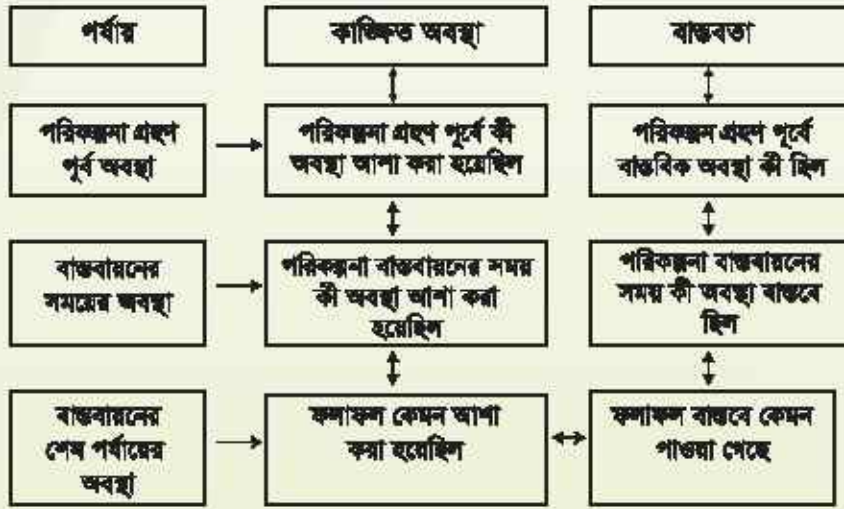 পর্যায়
কাঙ্ক্ষিত অবস্থা
বাস্তবতা
পরিকল্পনা গ্রহণ
পূর্ব অবস্থা
পরিকল্পনা গ্রহণ পূর্বে কী
অবস্থা আশা করা হয়েছিল
পরিকল্পন গ্রহণ পূর্বে
বাস্তবিক অবস্থা কী ছিল
বাস্তবায়নের
সময়ের অবস্থা
পরিকল্পনা বাস্তবায়নের সময়
কী অবস্থা আশা করা
হয়েছিল
পরিকল্পনা বাস্তবায়নের
সময় কী অবস্থা বাস্তবে
ছিল
বাস্তবায়নের
শেষ পর্যায়ের
অবস্থা
ফলাফল কেমন আশা
করা হয়েছিল
ফলাফল বাস্তবে কেমন
পাওয়া গেছে